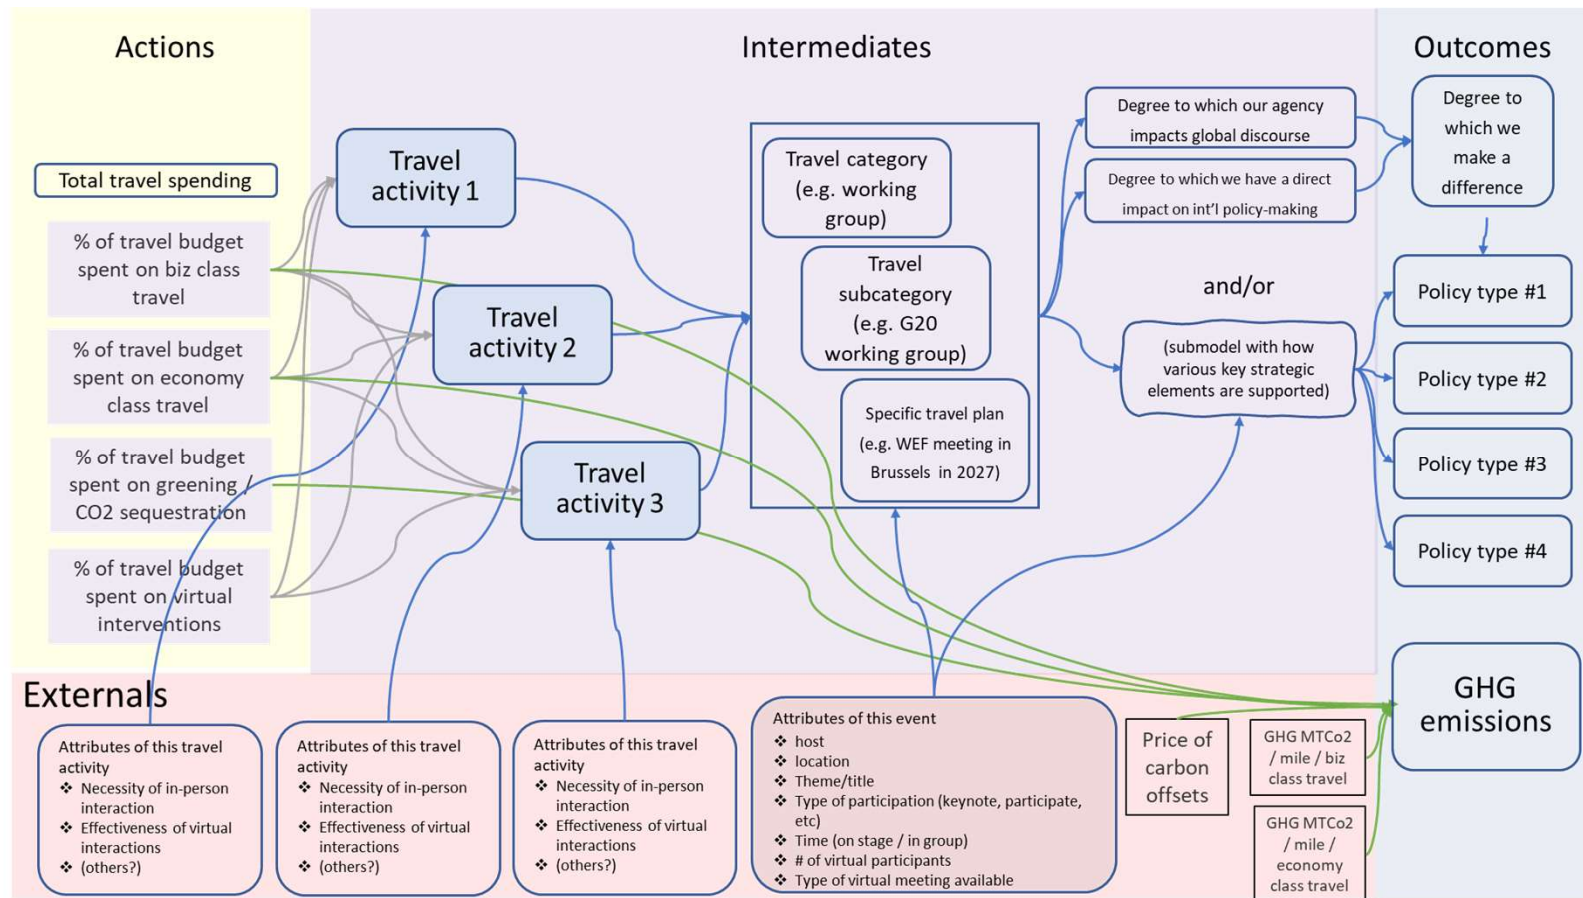 Actions
Intermediates
Outcomes
Total travel spending
% of travel budget
spent on biz class
travel
% of travel budget
spent on economy
class travel
% of travel budget
spent on greening /
CO2 sequestration
% of travel budget
spent on virtual
interventions
Travel
activity 1
Travel
activity 2
Travel
activity 3
Travel category
(e.g. working
group)
Travel
subcategory
(e.g. G20
working group)
Specific travel plan
(e.g. WEF meeting in
Brussels in 2027)
Degree to which our agency
impacts global discourse
Degree to which we have a direct
impact on int'l policy-making
and/or
(submodel with how
various key strategic
elements are supported)
Degree to
which we
make a
difference
Policy type #1
Policy type #2
Policy type #3
Policy type #4
GHG
emissions
Externals
Attributes of this travel
activity
❖ Necessity of in-person
interaction
❖ Effectiveness of virtual
interactions
❖ (others?)
Attributes of this travel
activity
❖ Necessity of in-person
interaction
❖ Effectiveness of virtual
interactions
❖ (others?)
Attributes of this travel
activity
❖ Necessity of in-person
interaction
❖ Effectiveness of virtual
interactions
❖ (others?)
Attributes of this event
❖ host
❖ location
❖ Theme/title
❖ Type of participation (keynote, participate,
etc)
❖ Time (on stage / in group)
❖ # of virtual participants
❖ Type of virtual meeting available
Price of
carbon
offsets
GHG MTCo2
/ mile / biz
class travel
GHG MTCo2
/ mile /
economy
class travel